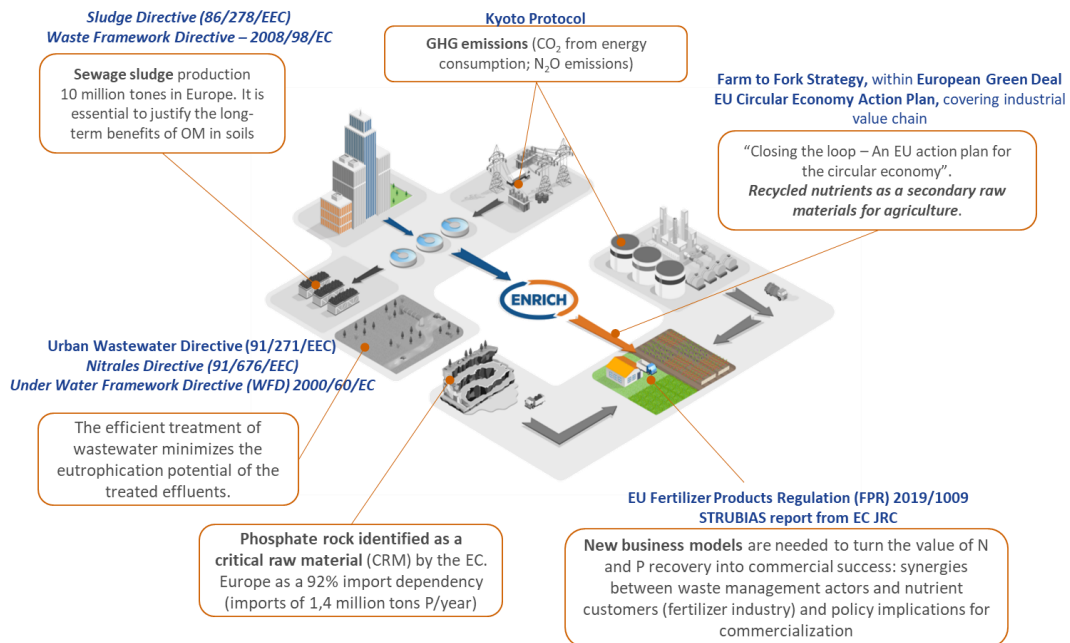 Sludge Directive (86/278/EEC)
Waste Framework Directive – 2008/98/EC
Sewage sludge production
10 million tones in Europe. It is
essential to justify the long-
term benefits of OM in soils
Kyoto Protocol
GHG emissions (CO₂ from energy
consumption; N₂O emissions)
Farm to Fork Strategy, within European Green Deal
EU Circular Economy Action Plan, covering industrial
value chain
“Closing the loop – An EU action plan for
the circular economy”.
Recycled nutrients as a secondary raw
materials for agriculture.
ENRICH
Urban Wastewater Directive (91/271/EEC)
Nitrales Directive (91/676/EEC)
Under Water Framework Directive (WFD) 2000/60/EC
The efficient treatment of
wastewater minimizes the
eutrophication potential of the
treated effluents.
Phosphate rock identified as a
critical raw material (CRM) by the EC.
Europe as a 92% import dependency
(imports of 1,4 million tons P/year)
EU Fertilizer Products Regulation (FPR) 2019/1009
STRUBIAS report from EC JRC
New business models are needed to turn the value of N
and P recovery into commercial success: synergies
between waste management actors and nutrient
customers (fertilizer industry) and policy implications for
commercialization